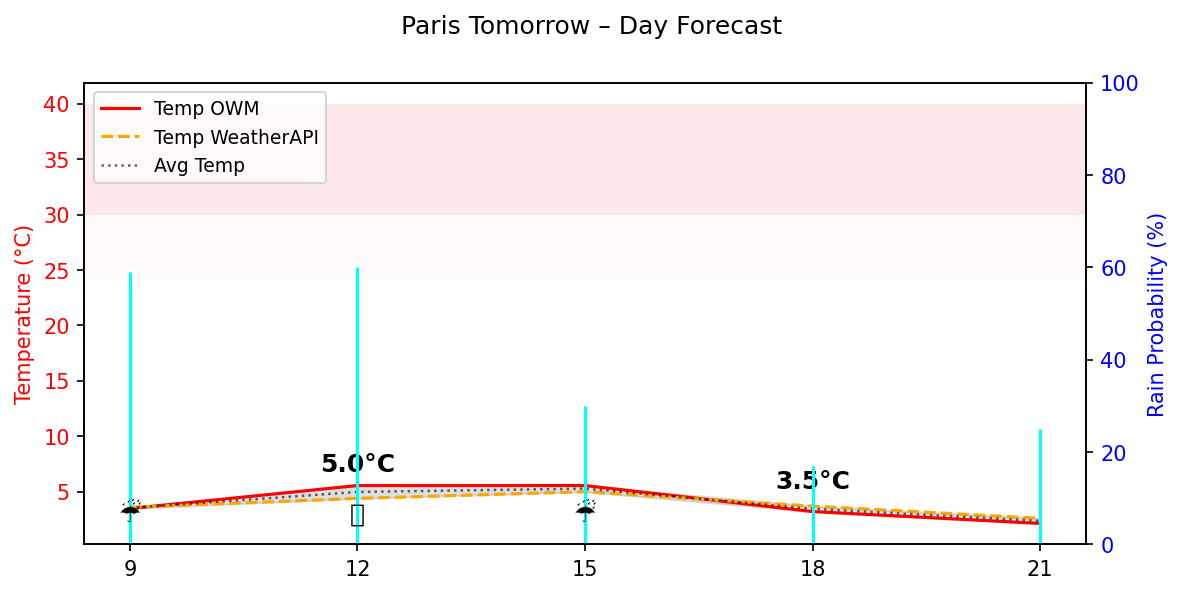 Paris Tomorrow – Day Forecast
Temp OWM
Temp WeatherAPI
Avg Temp
Temperature (°C)
40
35
30
25
20
15
10
5
100
80
60
40
20
0
Rain Probability (%)
5.0°C
3.5°C
9
12
15
18
21